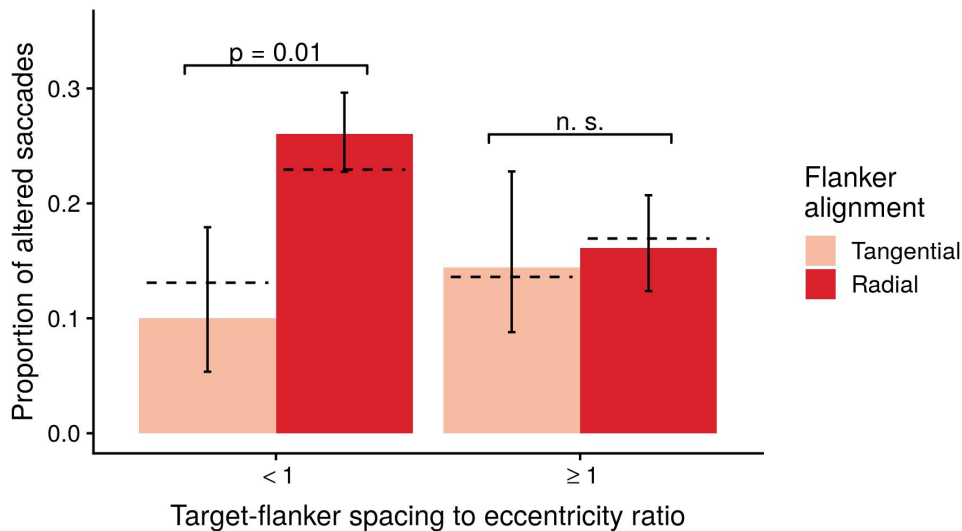 p = 0.01
n. s.
0.3
0.2
0.1
0.0
Proportion of altered saccades
< 1
≥ 1
Target-flanker spacing to eccentricity ratio
Flanker
alignment
Tangential
Radial